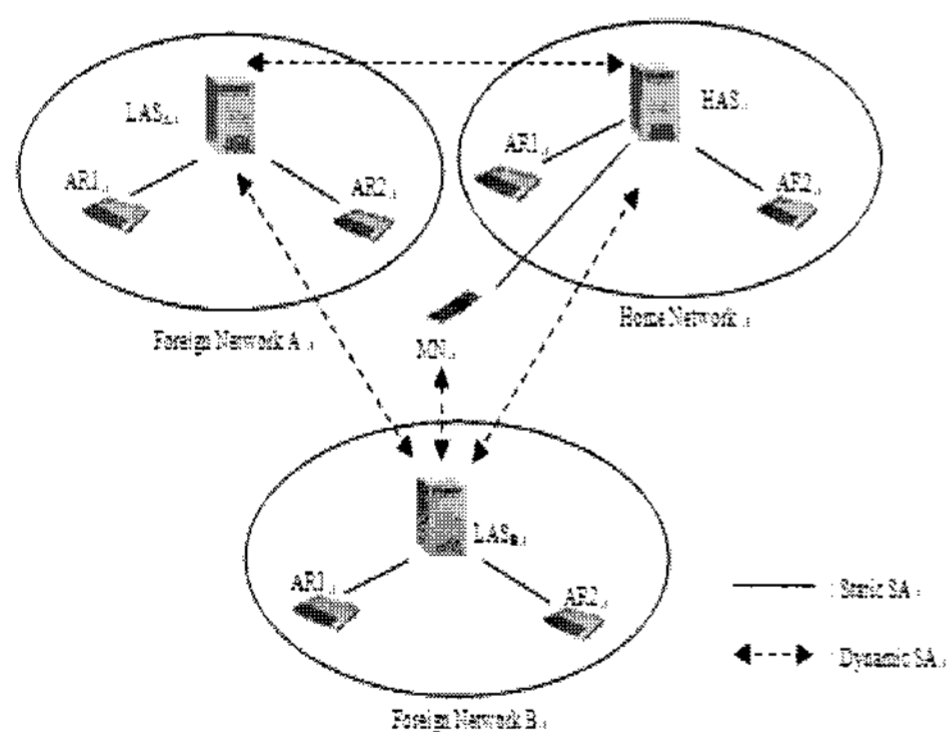 LAS_A
HAS
AR1
AR2
AR1
AR2
Foreign Network A
Home Network
MN
LAS_B
AR1
AR2
: Static SA
: Dynamic SA
Foreign Network B